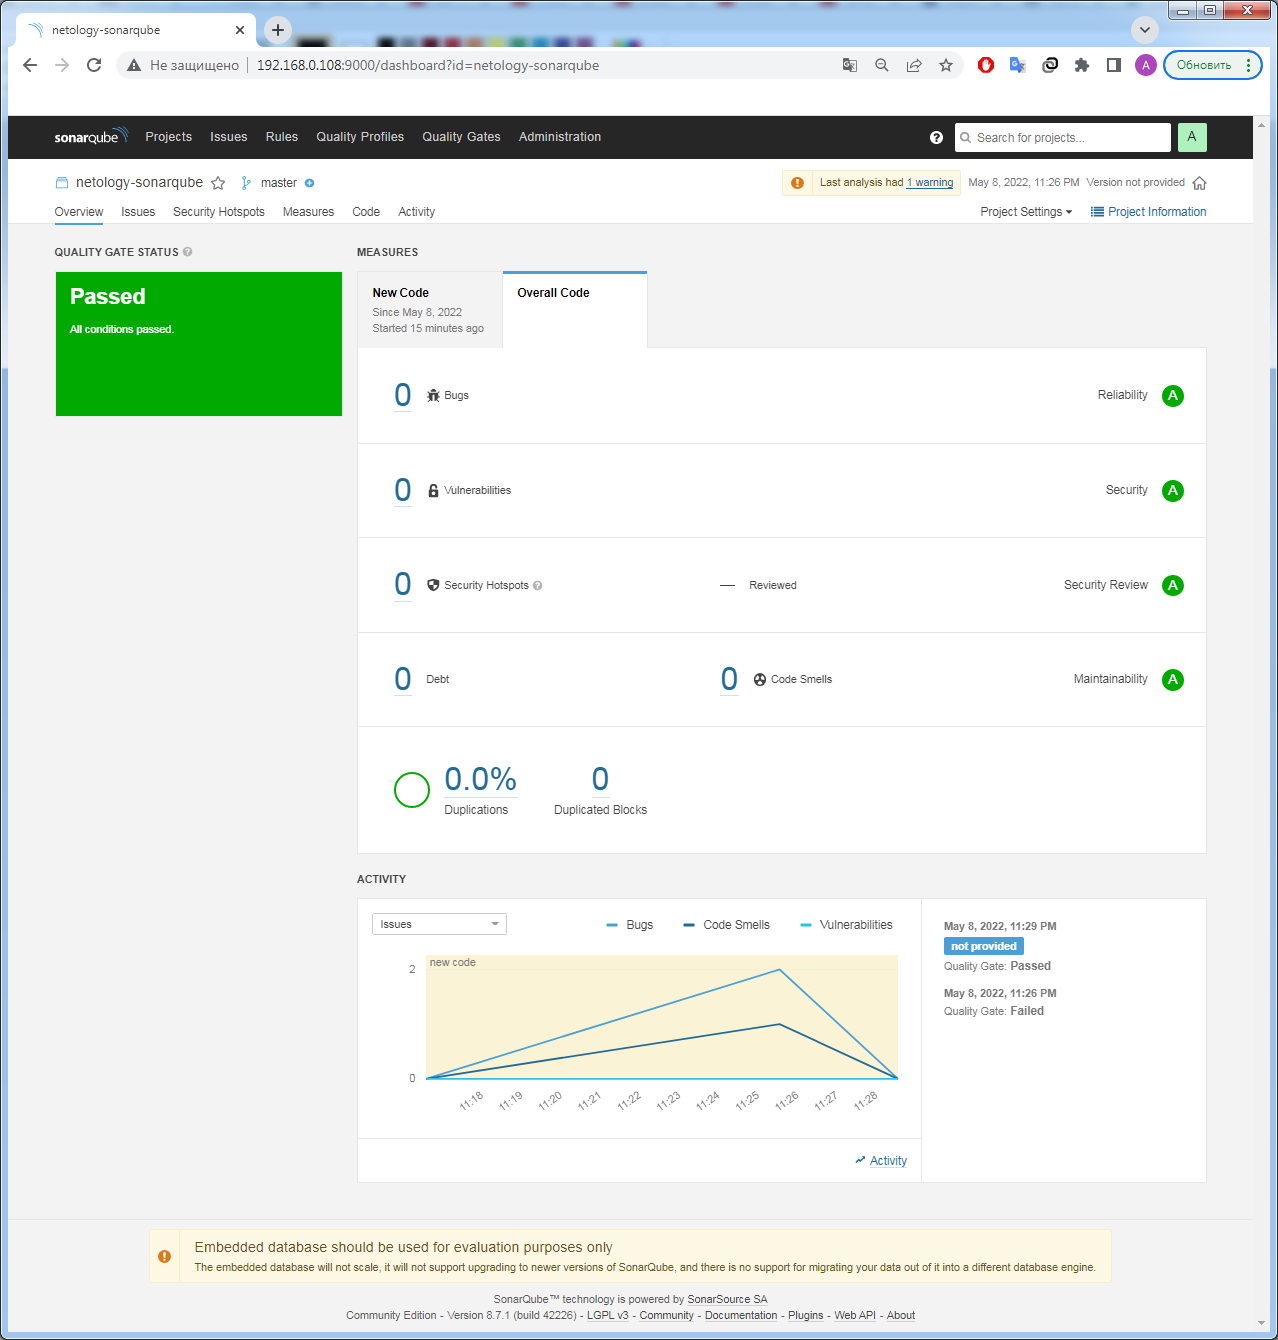 netology-sonarqube
Не защищено
192.168.0.108:9000/dashboard?id=netology-sonarqube
A
Обновить
sonarqube
Projects
Issues
Rules
Quality Profiles
Quality Gates
Administration
Search for projects...
A
netology-sonarqube
master
Last analysis had 1 warning
May 8, 2022, 11:26 PM
Version not provided
Overview
Issues
Security Hotspots
Measures
Code
Activity
Project Settings
Project Information
QUALITY GATE STATUS
Passed
All conditions passed.
MEASURES
New Code
Since May 8, 2022
Started 15 minutes ago
Overall Code
0 Bugs
Reliability A
0 Vulnerabilities
Security A
0 Security Hotspots
— Reviewed
Security Review A
0 Debt
0 Code Smells
Maintainability A
0.0%
Duplications
0
Duplicated Blocks
ACTIVITY
Issues
Bugs
Code Smells
Vulnerabilities
new code
2
0
11:18
11:19
11:20
11:21
11:22
11:23
11:24
11:25
11:26
11:27
11:28
Activity
May 8, 2022, 11:29 PM
not provided
Quality Gate: Passed
May 8, 2022, 11:26 PM
Quality Gate: Failed
Embedded database should be used for evaluation purposes only
The embedded database will not scale, it will not support upgrading to newer versions of SonarQube, and there is no support for migrating your data out of it into a different database engine.
SonarQube™ technology is powered by SonarSource SA
Community Edition - Version 8.7.1 (build 42226) - LGPL v3 - Community - Documentation - Plugins - Web API - About